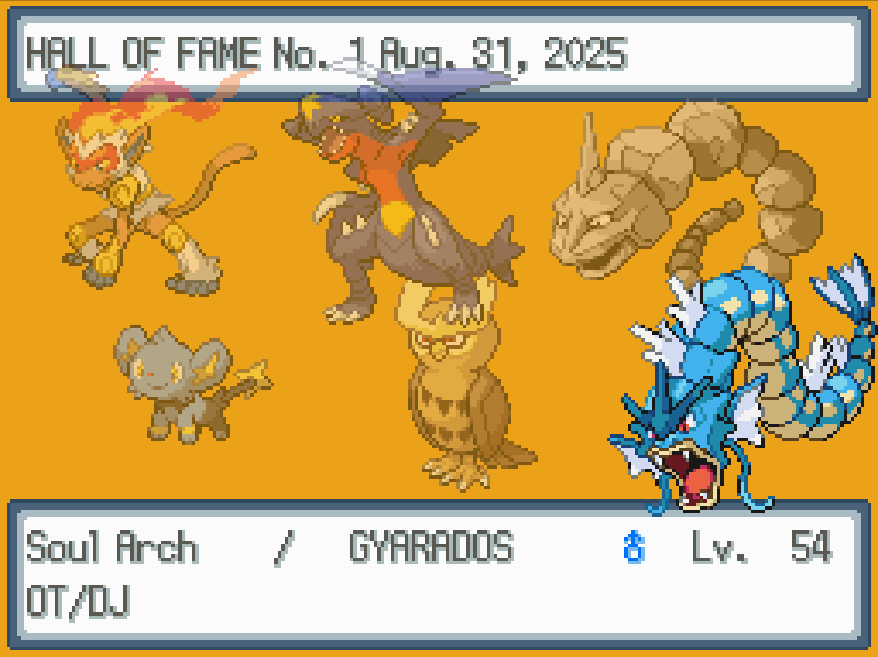 HALL OF FAME No. 1 Aug. 31, 2025
Soul Arch / GYARADOS ♂ Lv. 54
OT/DJ